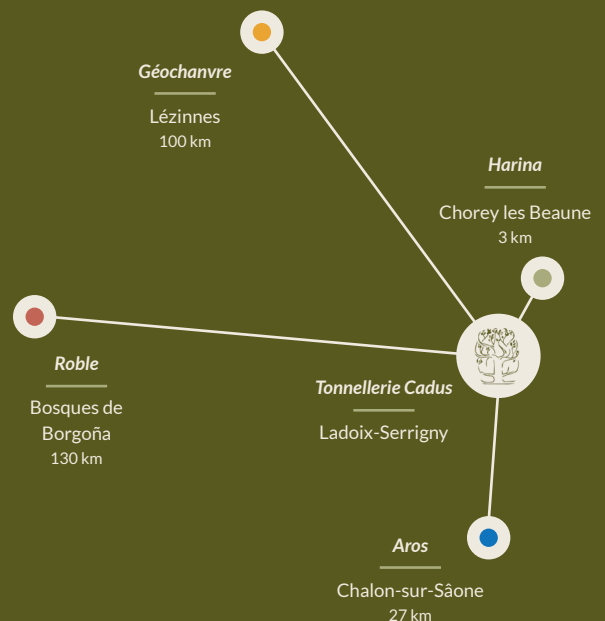 Géochanvre
Lézinnes
100 km
Harina
Chorey les Beaune
3 km
Roble
Bosques de
Borgoña
130 km
Tonnellerie Cadus
Ladoix-Serrigny
Aros
Chalon-sur-Sâone
27 km